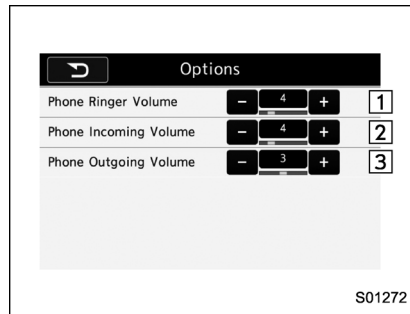 Options
Phone Ringer Volume - 4 + 1
Phone Incoming Volume - 4 + 2
Phone Outgoing Volume - 3 + 3
S01272